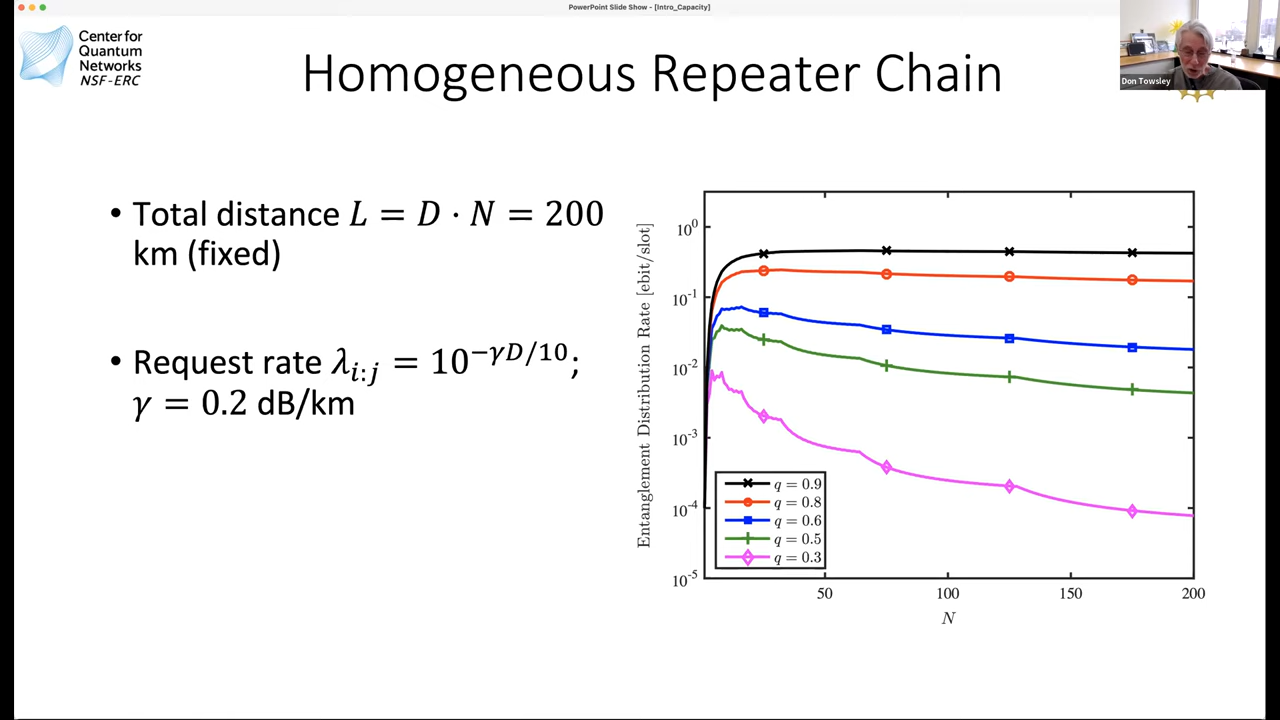 PowerPoint Slide Show - [Intro_Capacity]
Center for
Quantum
Networks
NSF-ERC
Homogeneous Repeater Chain
Don Towsley
• Total distance L = D · N = 200
km (fixed)
• Request rate λ_{i:j} = 10^{−γD/10};
γ = 0.2 dB/km
Entanglement Distribution Rate [ebit/slot]
10^0
10^-1
10^-2
10^-3
10^-4
10^-5
q = 0.9
q = 0.8
q = 0.6
q = 0.5
q = 0.3
50 100 150 200
N